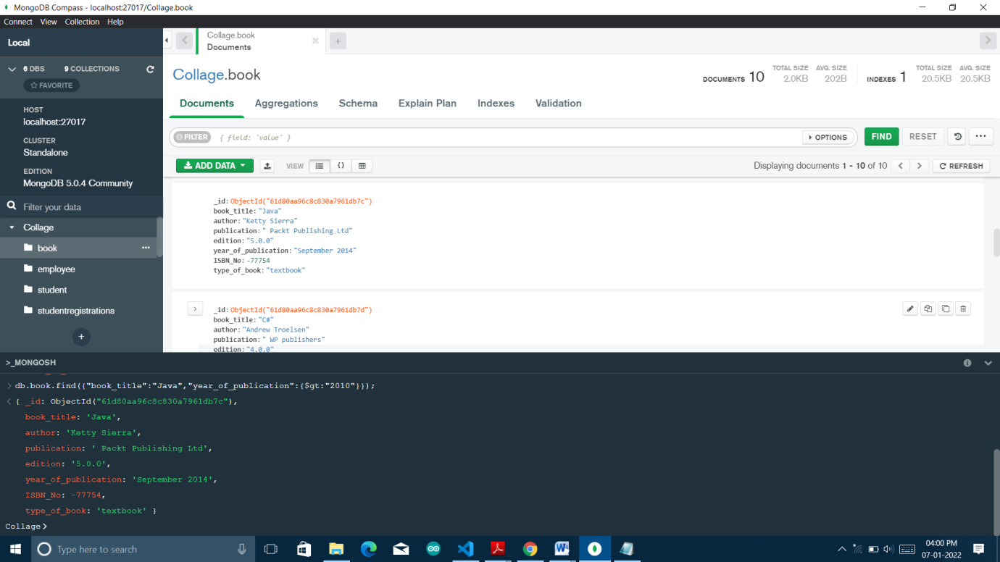 MongoDB Compass - localhost:27017/Collage.book
Connect View Collection Help
Local
6 DBS 9 COLLECTIONS
FAVORITE
HOST
localhost:27017
CLUSTER
Standalone
EDITION
MongoDB 5.0.4 Community
Filter your data
Collage
book
employee
student
studentregistrations
+
Collage.book
Documents
+
Collage.book
DOCUMENTS 10
TOTAL SIZE
2.0KB
AVG. SIZE
202B
INDEXES 1
TOTAL SIZE
20.5KB
AVG. SIZE
20.5KB
Documents Aggregations Schema Explain Plan Indexes Validation
FILTER { field: 'value' } OPTIONS FIND RESET
ADD DATA VIEW {} Displaying documents 1 - 10 of 10 REFRESH
_id: ObjectId("61d80aa96c8c830a7961db7c")
book_title: "Java"
author: "Ketty Sierra"
publication: " Packt Publishing Ltd"
edition: "5.0.0"
year_of_publication: "September 2014"
ISBN_No: -77754
type_of_book: "textbook"
_id: ObjectId("61d80aa96c8c830a7961db7d")
book_title: "C#"
author: "Andrew Troelsen"
publication: " WP publishers"
edition: "4.0.0"
>_MONGOSH
> db.book.find({"book_title":"Java","year_of_publication":{$gt:"2010"}});
< { _id: ObjectId("61d80aa96c8c830a7961db7c"),
book_title: 'Java',
author: 'Ketty Sierra',
publication: ' Packt Publishing Ltd',
edition: '5.0.0',
year_of_publication: 'September 2014',
ISBN_No: -77754,
type_of_book: 'textbook' }
Collage>
Type here to search
04:00 PM
07-01-2022